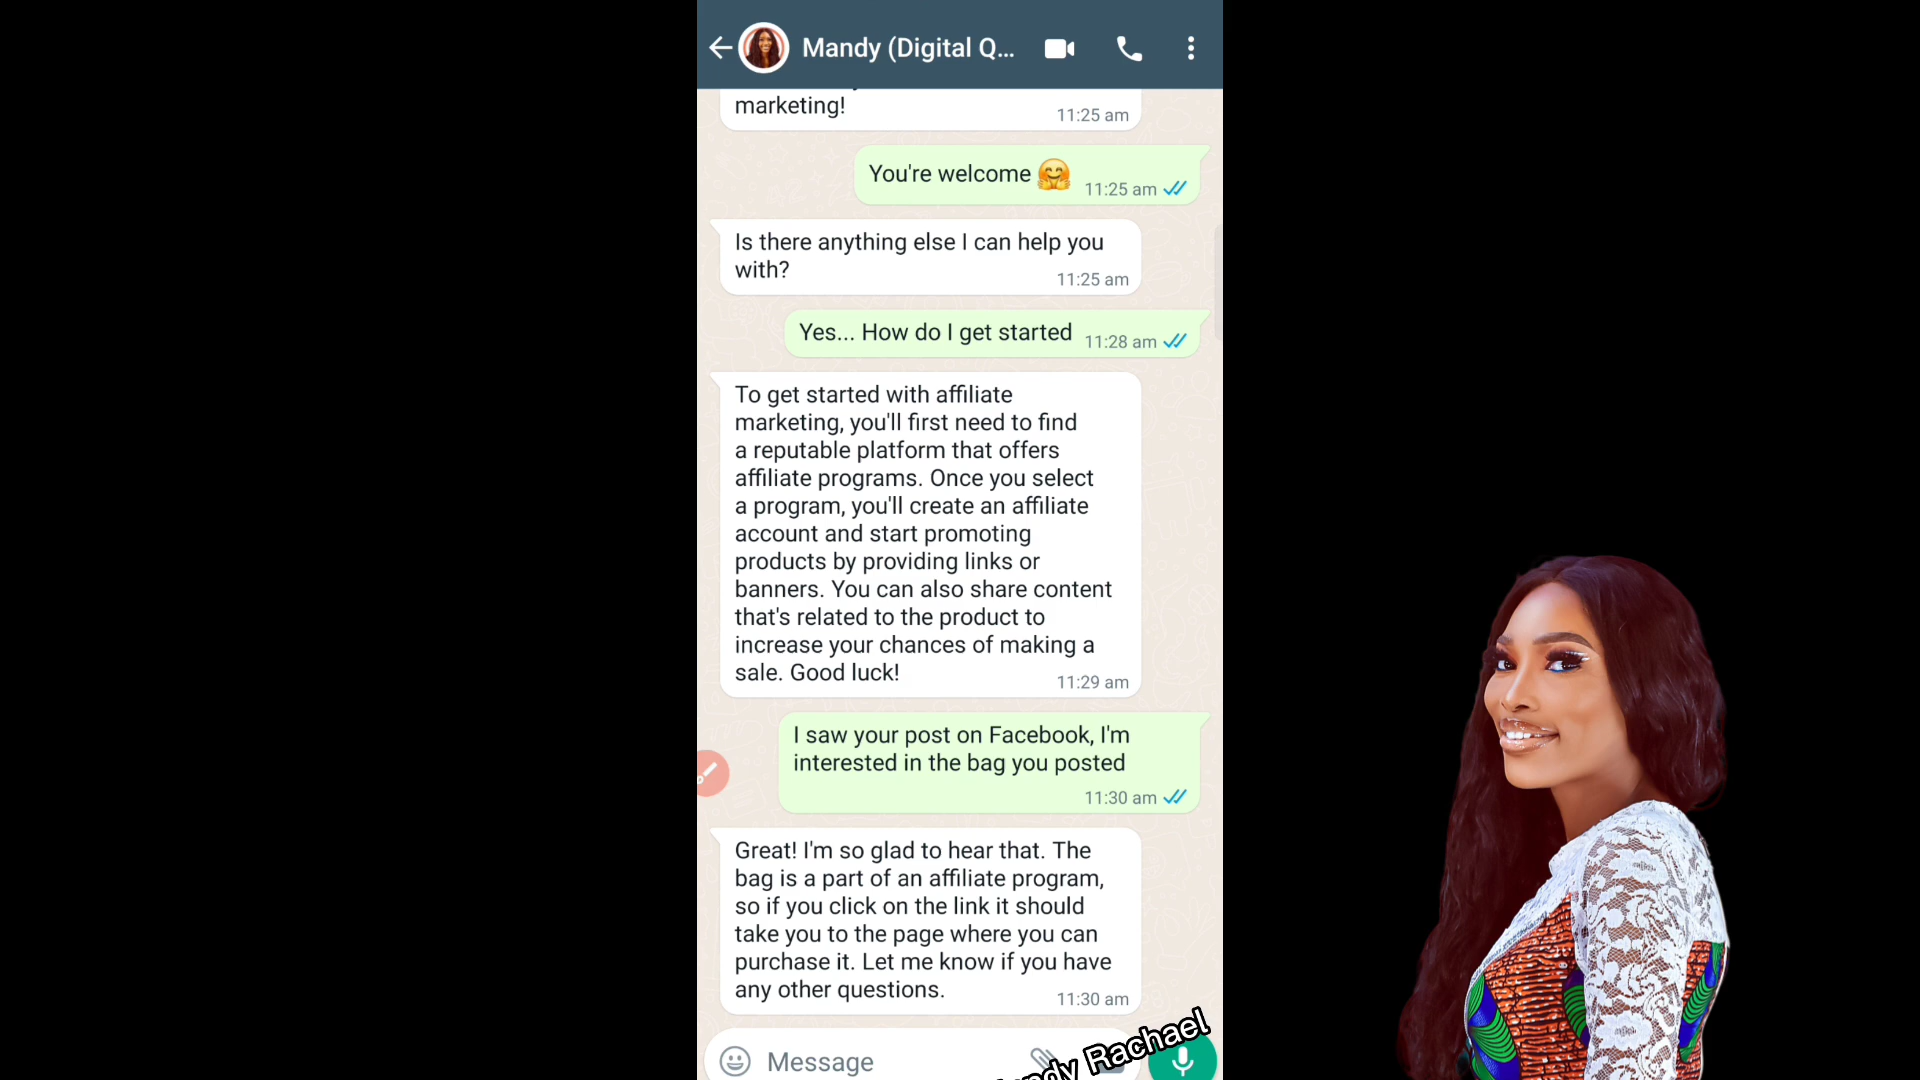 Mandy (Digital Q...
marketing!
11:25 am
You're welcome 🤗
11:25 am
Is there anything else I can help you
with?
11:25 am
Yes... How do I get started
11:28 am
To get started with affiliate
marketing, you'll first need to find
a reputable platform that offers
affiliate programs. Once you select
a program, you'll create an affiliate
account and start promoting
products by providing links or
banners. You can also share content
that's related to the product to
increase your chances of making a
sale. Good luck!
11:29 am
I saw your post on Facebook, I'm
interested in the bag you posted
11:30 am
Great! I'm so glad to hear that. The
bag is a part of an affiliate program,
so if you click on the link it should
take you to the page where you can
purchase it. Let me know if you have
any other questions.
11:30 am
Message
Rachael